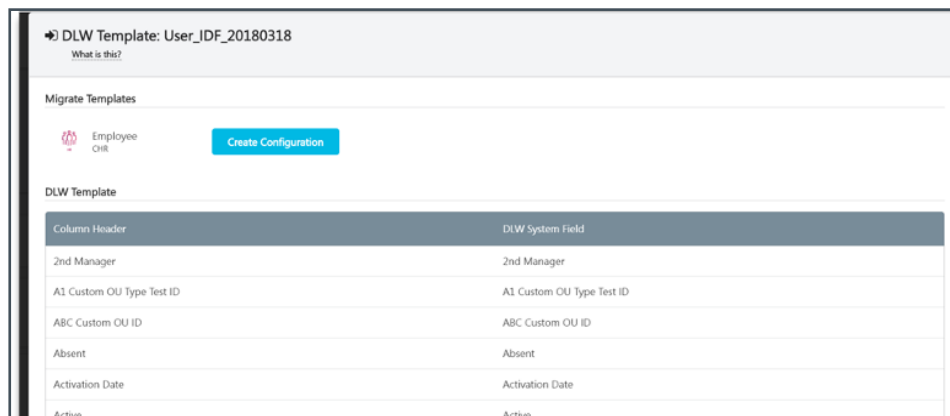 DLW Template: User_IDF_20180318
What is this?
Migrate Templates
Employee
CHR
Create Configuration
DLW Template
Column Header DLW System Field
2nd Manager 2nd Manager
A1 Custom OU Type Test ID A1 Custom OU Type Test ID
ABC Custom OU ID ABC Custom OU ID
Absent Absent
Activation Date Activation Date
Active Active